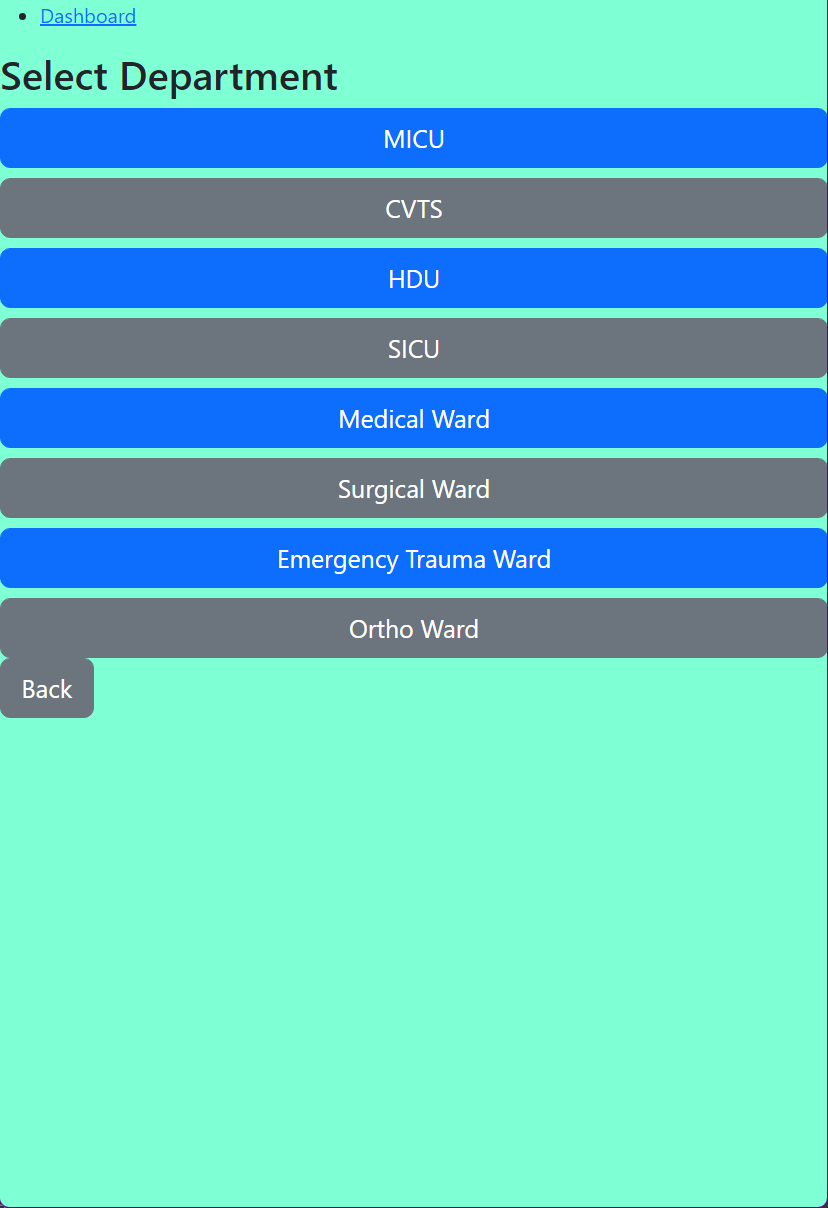 Dashboard
Select Department
MICU
CVTS
HDU
SICU
Medical Ward
Surgical Ward
Emergency Trauma Ward
Ortho Ward
Back